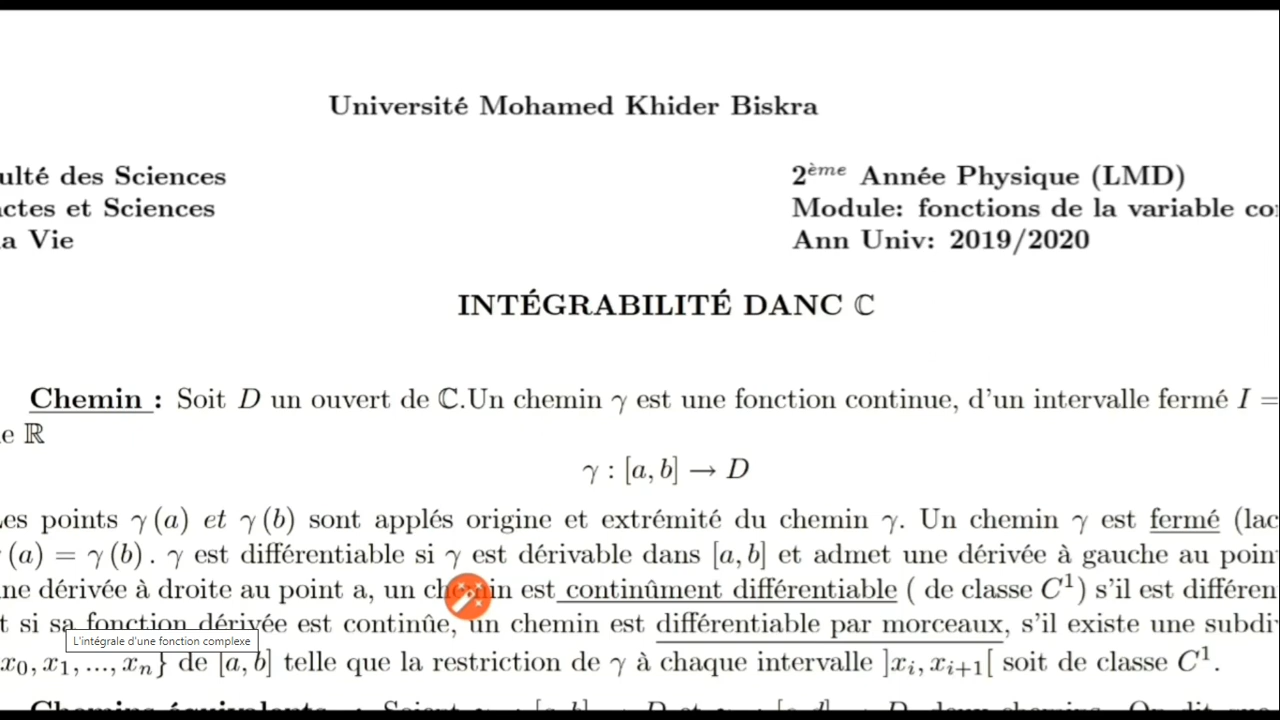 Université Mohamed Khider Biskra
ulté des Sciences
2ème Année Physique (LMD)
ctes et Sciences
Module: fonctions de la variable co
a Vie
Ann Univ: 2019/2020
INTÉGRABILITÉ DANC ℂ
Chemin : Soit D un ouvert de ℂ.Un chemin γ est une fonction continue, d'un intervalle fermé I =
e ℝ
γ : [a, b] → D
es points γ (a) et γ (b) sont applés origine et extrémité du chemin γ. Un chemin γ est fermé (lac
(a) = γ (b) . γ est différentiable si γ est dérivable dans [a, b] et admet une dérivée à gauche au poin
ne dérivée à droite au point a, un chemin est continûment différentiable ( de classe C¹) s'il est différen
t si sa fonction dérivée est continûe, un chemin est différentiable par morceaux, s'il existe une subdi
L'intégrale d'une fonction complexe
x₀, x₁, ..., xₙ} de [a, b] telle que la restriction de γ à chaque intervalle ]xᵢ, xᵢ₊₁[ soit de classe C¹.